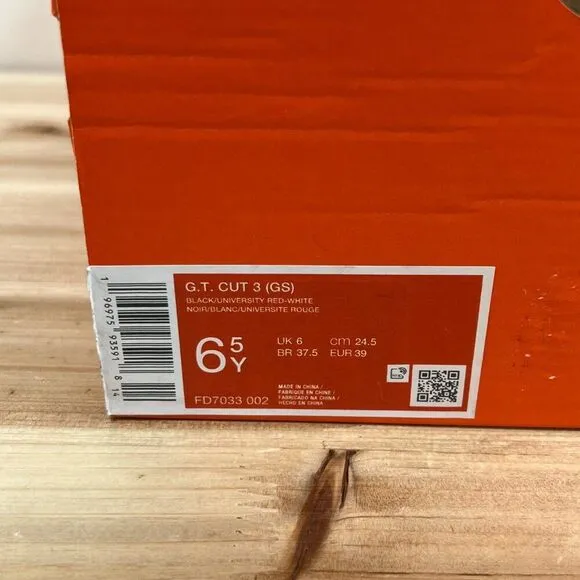 G.T. CUT 3 (GS)
BLACK/UNIVERSITY RED-WHITE
NOIR/BLANC/UNIVERSITE ROUGE
6 5 Y
UK 6 cm 24.5
BR 37.5 EUR 39
FD7033 002
MADE IN CHINA /
FABRIQUE EN CHINE /
FABRICADO NA CHINA /
HECHO EN CHINA
1 96975 93591 8 14